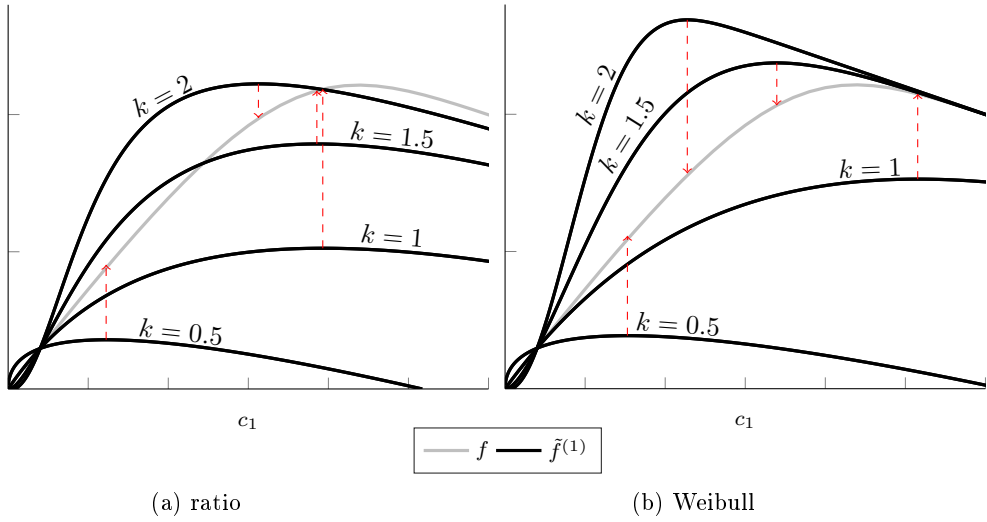 k = 2
k = 1.5
k = 1
k = 0.5
c₁
k = 2
k = 1.5
k = 1
k = 0.5
c₁
f f̃⁽¹⁾
(a) ratio
(b) Weibull